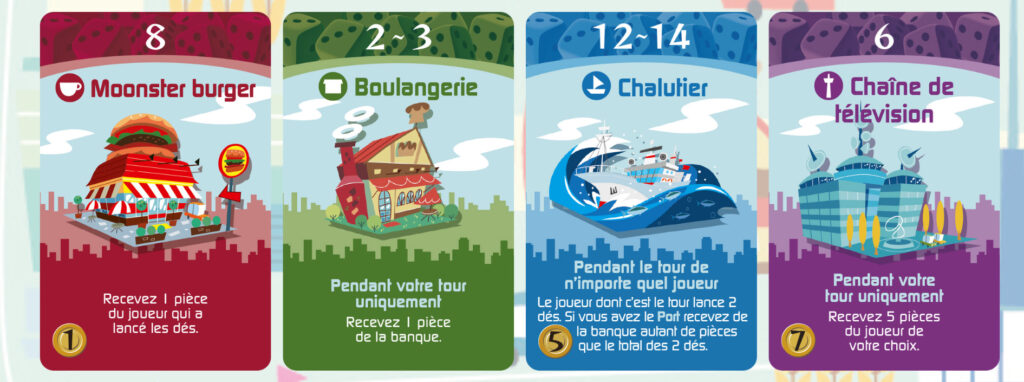 8
Moonster burger
Recevez 1 pièce
du joueur qui a
lancé les dés.
1
2~3
Boulangerie
Pendant votre tour
uniquement
Recevez 1 pièce
de la banque.
12~14
Chalutier
Pendant le tour de
n'importe quel joueur
Le joueur dont c'est le tour lance 2
dés. Si vous avez le Port recevez de
la banque autant de pièces
que le total des 2 dés.
5
6
Chaîne de
télévision
Pendant votre
tour uniquement
Recevez 5 pièces
du joueur de
votre choix.
7